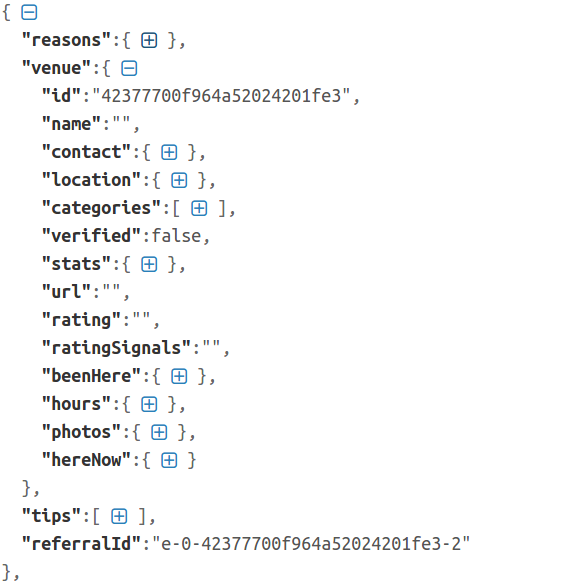 {
"reasons":{ },
"venue":{
"id":"42377700f964a52024201fe3",
"name":"",
"contact":{ },
"location":{ },
"categories":[ ],
"verified":false,
"stats":{ },
"url":"",
"rating":"",
"ratingSignals":"",
"beenHere":{ },
"hours":{ },
"photos":{ },
"hereNow":{ }
},
"tips":[ ],
"referralId":"e-0-42377700f964a52024201fe3-2"
},